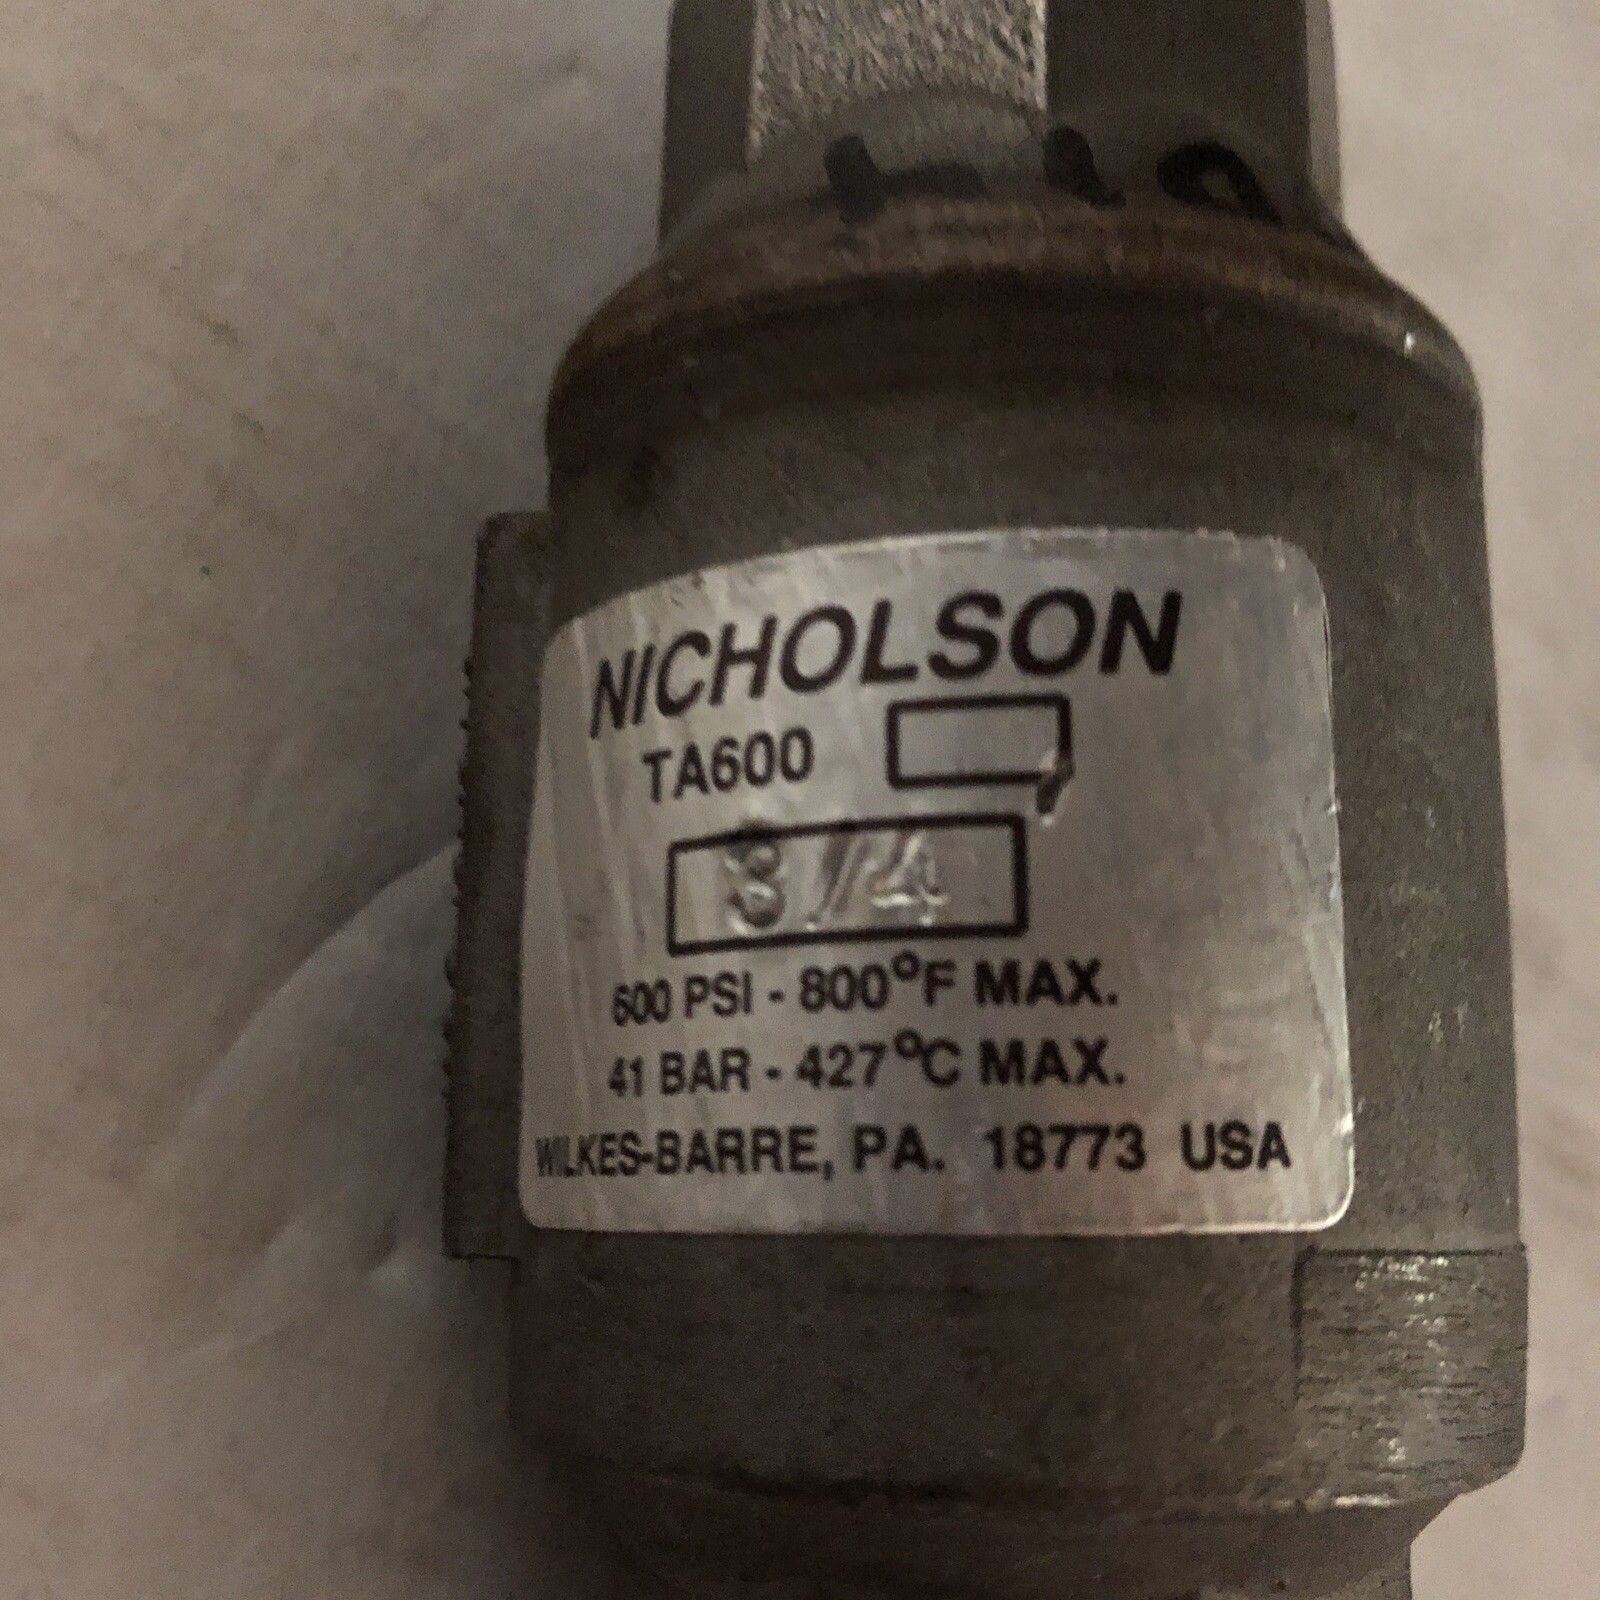 NICHOLSON
TA600
3/4
600 PSI - 800°F MAX.
41 BAR - 427°C MAX.
WILKES-BARRE, PA. 18773 USA